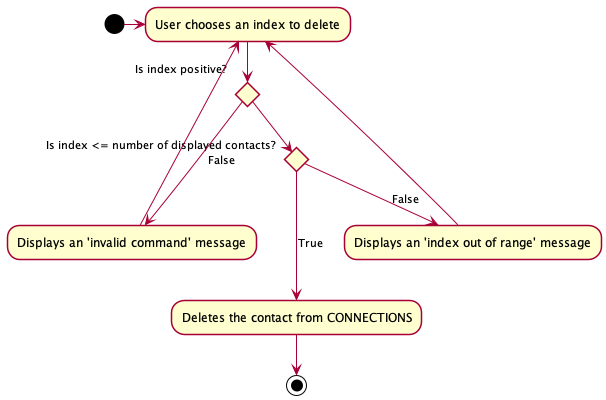 User chooses an index to delete
Is index positive?
Is index <= number of displayed contacts?
False
False
Displays an 'invalid command' message
True
Displays an 'index out of range' message
Deletes the contact from CONNECTIONS